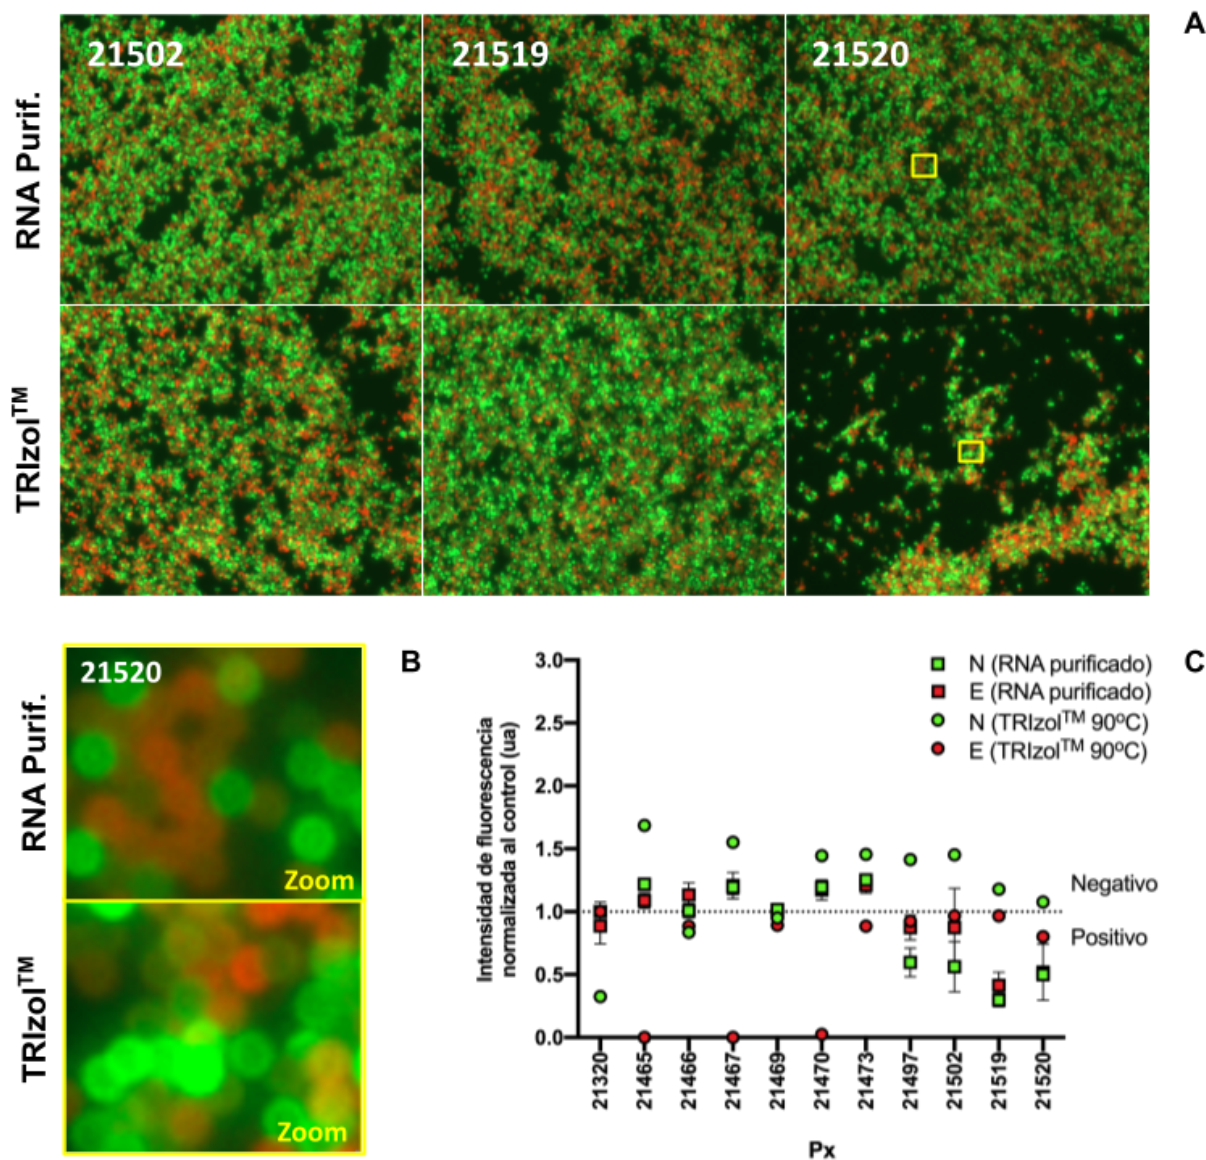 A
21502
21519
21520
RNA Purif.
TRIzol™
B
21520
RNA Purif.
Zoom
TRIzol™
Zoom
C
Intensidad de fluorescencia
normalizada al control (ua)
3.0
2.5
2.0
1.5
1.0
0.5
0.0
N (RNA purificado)
E (RNA purificado)
N (TRIzol™ 90ºC)
E (TRIzol™ 90ºC)
Negativo
Positivo
21320
21465
21466
21467
21469
21470
21473
21497
21502
21519
21520
Px